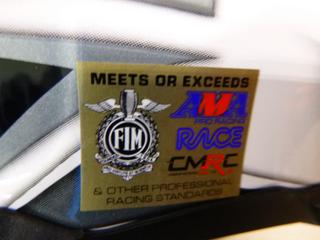 MEETS OR EXCEEDS
FIM
AMA
PRO RACING
RACE
CMRC
& OTHER PROFESSIONAL
RACING STANDARDS